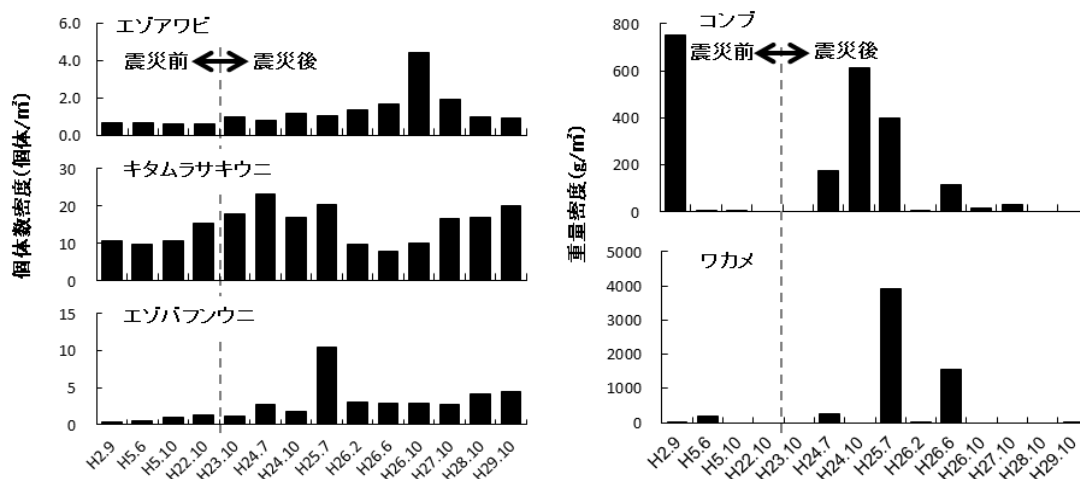 個体数密度(個体/㎡)
エゾアワビ
震災前
震災後
6.0
4.0
2.0
0.0
キタムラサキウニ
30
20
10
0
エゾバフンウニ
15
10
5
0
H2.9
H5.6
H5.10
H22.10
H23.10
H24.7
H24.10
H25.7
H26.2
H26.6
H26.10
H27.10
H28.10
H29.10
重量密度(g/㎡)
コンブ
震災前
震災後
800
600
400
200
0
ワカメ
5000
4000
3000
2000
1000
0
H2.9
H5.6
H5.10
H22.10
H23.10
H24.7
H24.10
H25.7
H26.2
H26.6
H26.10
H27.10
H28.10
H29.10